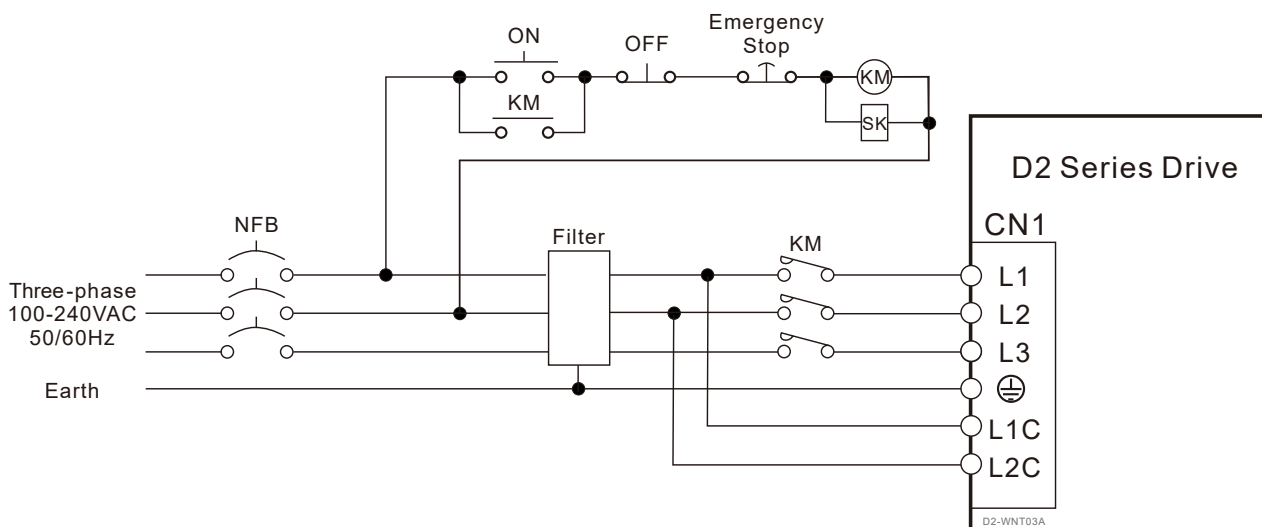 Emergency
Stop
ON
OFF
KM
KM
SK
D2 Series Drive
CN1
NFB
Filter
KM
Three-phase
100-240VAC
50/60Hz
Earth
L1
L2
L3
L1C
L2C
D2-WNT03A